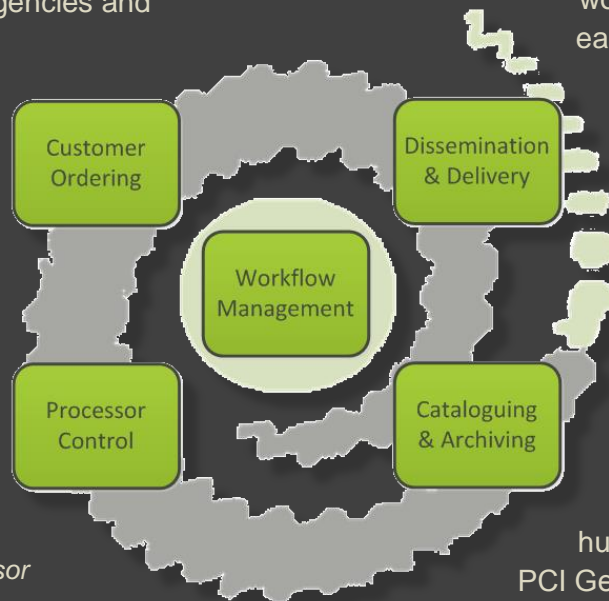 gencies and
Customer
Ordering
Dissemination
& Delivery
Workflow
Management
Processor
Control
Cataloguing
& Archiving
PCI Ge